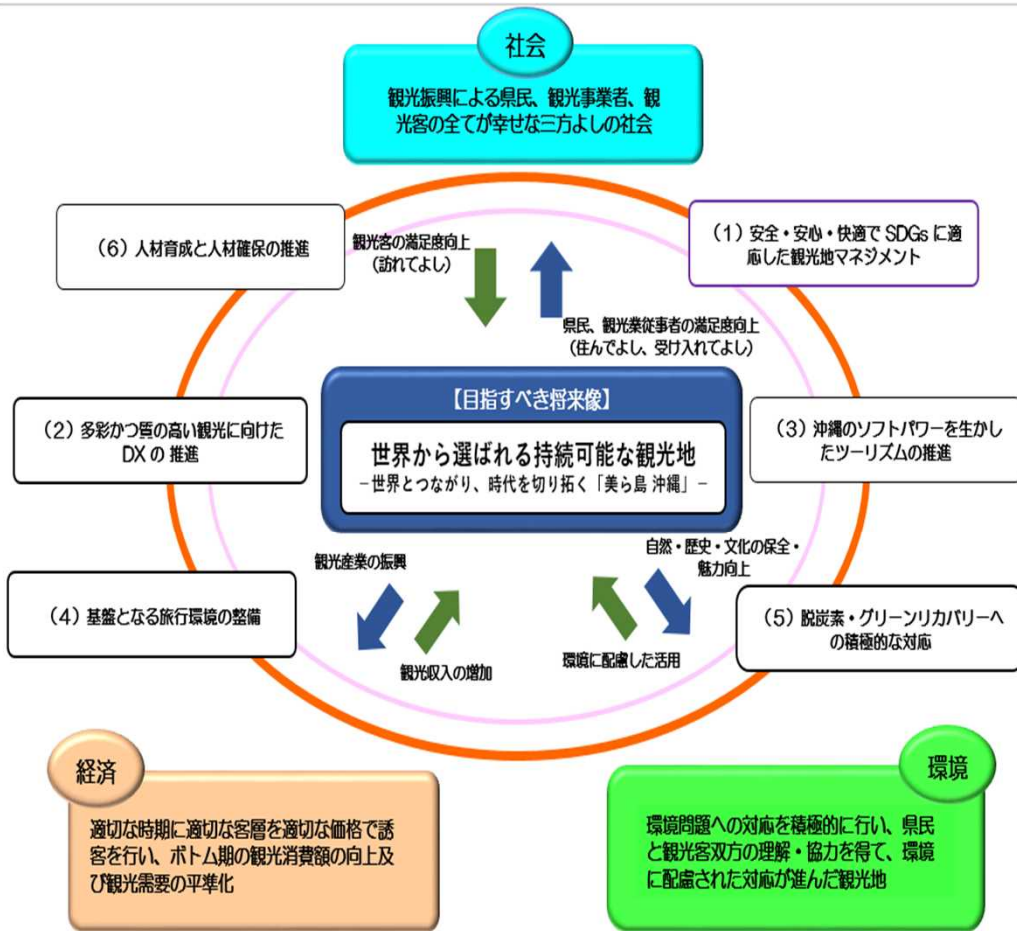 社会
観光振興による県民、観光事業者、観
光客の全てが幸せな三方よしの社会
(6) 人材育成と人材確保の推進
観光客の満足度向上
(訪れてよし)
(1) 安全・安心・快適で SDGs に適
応した観光地マネジメント
県民、観光業従事者の満足度向上
(住んでよし、受け入れてよし)
【目指すべき将来像】
世界から選ばれる持続可能な観光地
−世界とつながり、時代を切り拓く「美ら島 沖縄」−
(2) 多彩かつ質の高い観光に向けた
DX の 推進
(3) 沖縄のソフトパワーを生かし
たツーリズムの推進
観光産業の振興
自然・歴史・文化の保全・
魅力向上
(4) 基盤となる旅行環境の整備
観光収入の増加
環境に配慮した活用
(5) 脱炭素・グリーンリカバリーへ
の積極的な対応
経済
適切な時期に適切な客層を適切な価格で誘
客を行い、ボトム期の観光消費額の向上及
び観光需要の平準化
環境
環境問題への対応を積極的に行い、県民
と観光客双方の理解・協力を得て、環境
に配慮された対応が進んだ観光地